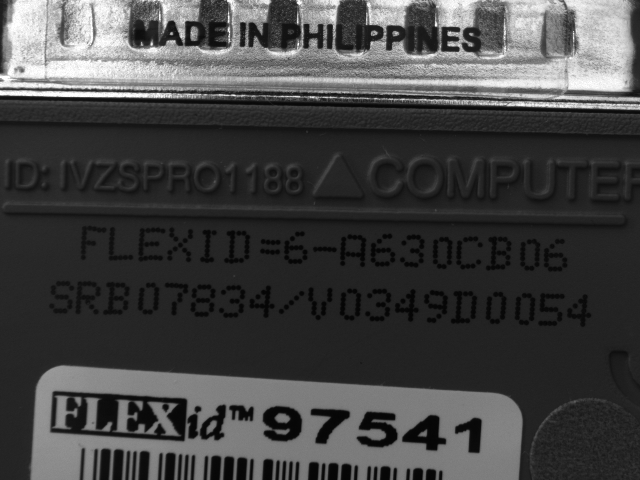 MADE IN PHILIPPINES
ID: IVZSPRO1188 △ COMPUTER
FLEXID=6-A630CB06
SRB07834/V0349D0054
FLEXid™ 97541